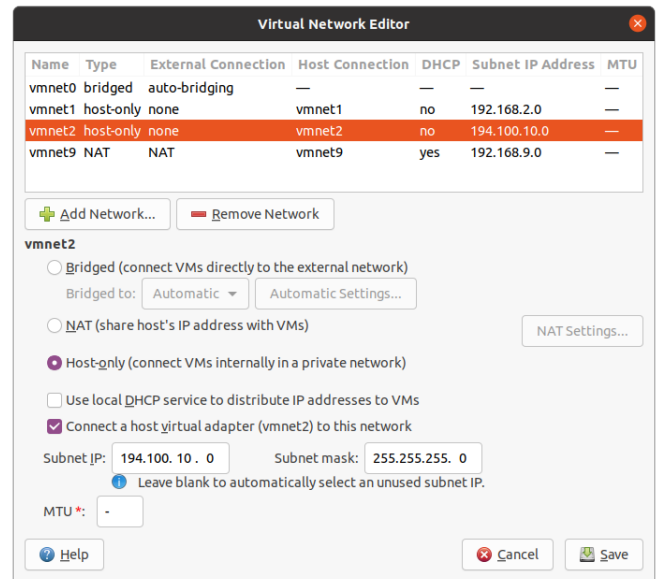 Virtual Network Editor
Name Type External Connection Host Connection DHCP Subnet IP Address MTU
vmnet0 bridged auto-bridging — — — —
vmnet1 host-only none vmnet1 no 192.168.2.0 —
vmnet2 host-only none vmnet2 no 194.100.10.0 —
vmnet9 NAT NAT vmnet9 yes 192.168.9.0 —
Add Network... Remove Network
vmnet2
Bridged (connect VMs directly to the external network)
Bridged to: Automatic Automatic Settings...
NAT (share host's IP address with VMs)
NAT Settings...
Host-only (connect VMs internally in a private network)
Use local DHCP service to distribute IP addresses to VMs
Connect a host virtual adapter (vmnet2) to this network
Subnet IP: 194.100. 10 . 0 Subnet mask: 255.255.255. 0
Leave blank to automatically select an unused subnet IP.
MTU *: -
Help Cancel Save